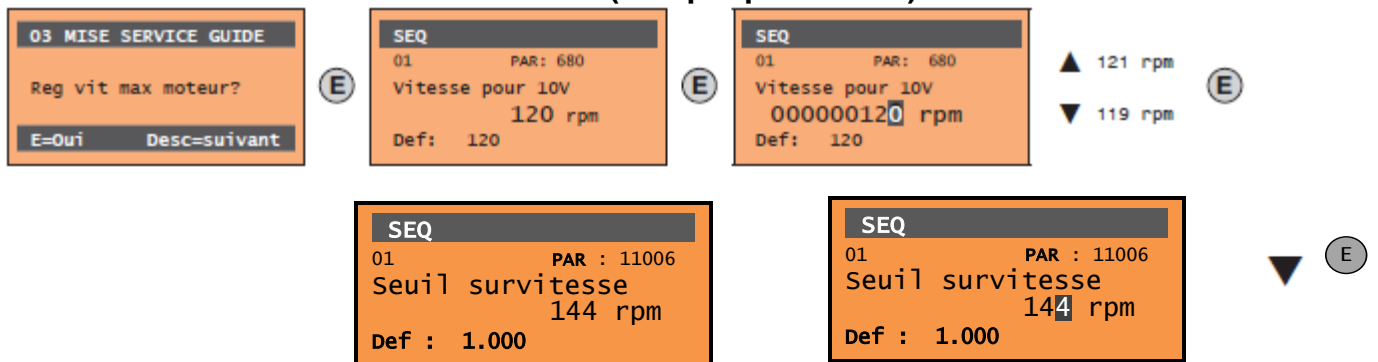 03 MISE SERVICE GUIDE
Reg vit max moteur?
E=Oui Desc=suivant
E
SEQ
01 PAR: 680
Vitesse pour 10V
120 rpm
Def: 120
E
SEQ
01 PAR: 680
Vitesse pour 10V
000000120 rpm
Def: 120
▲ 121 rpm
▼ 119 rpm
E
SEQ
01 PAR : 11006
Seuil survitesse
144 rpm
Def : 1.000
SEQ
01 PAR : 11006
Seuil survitesse
144 rpm
Def : 1.000
▼ E